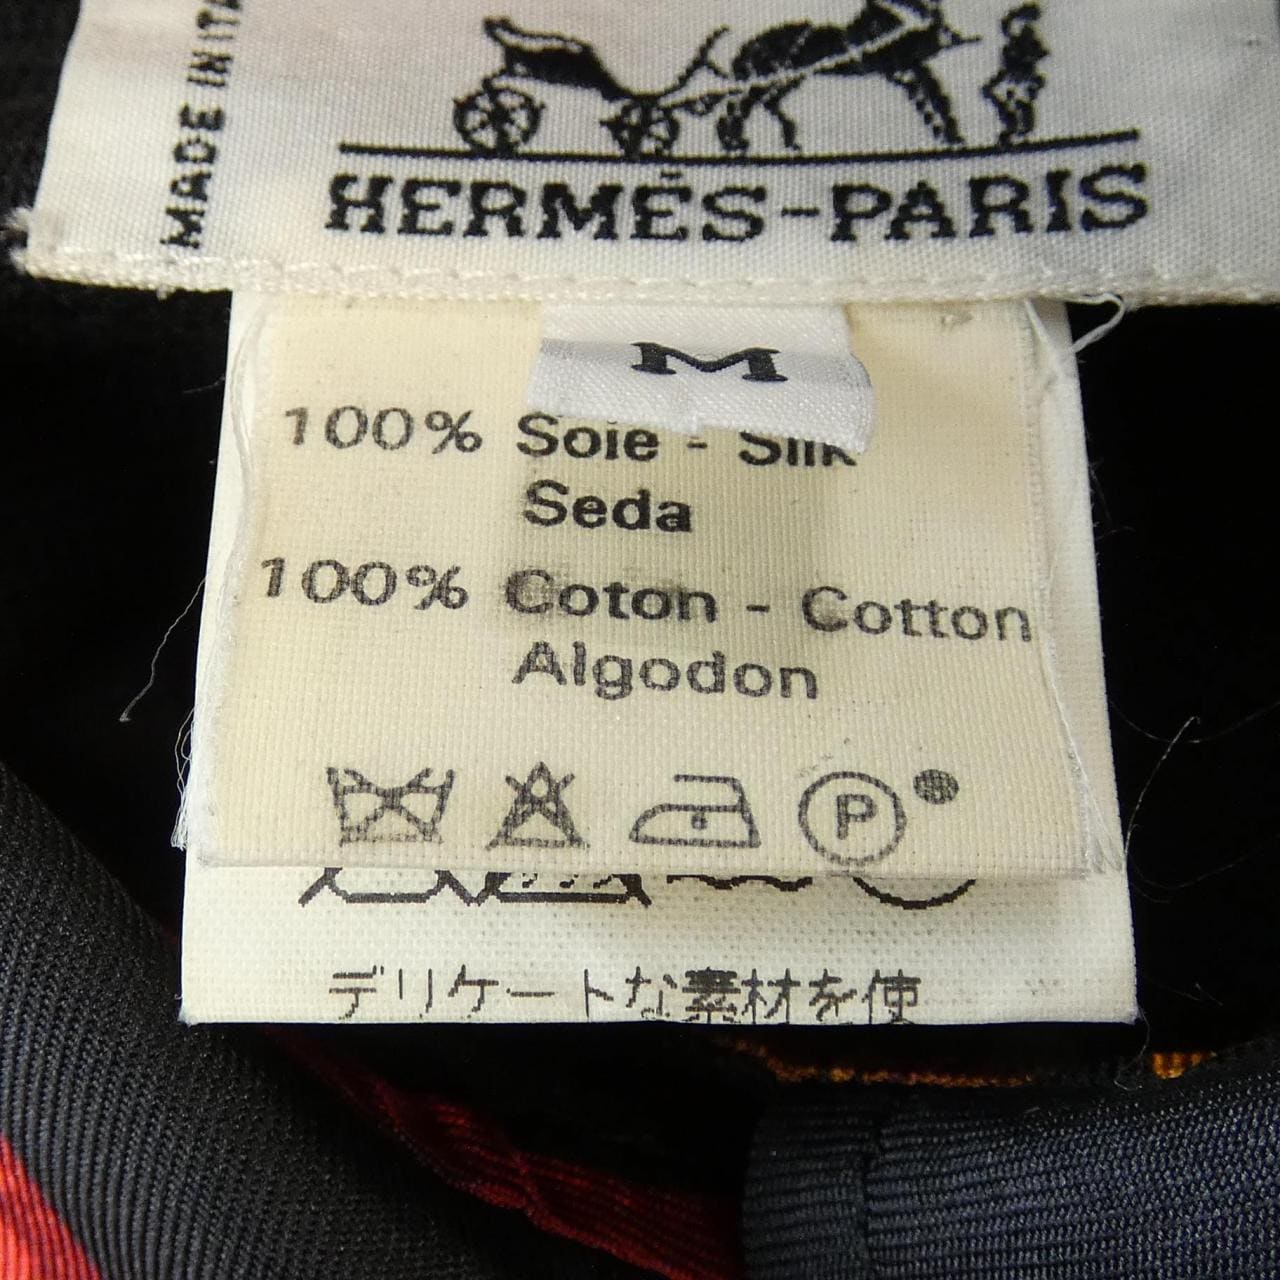 MADE IN ITA
HERMÈS-PARIS
M
100% Soie - Silk
Seda
100% Coton - Cotton
Algodon
P
デリケートな素材を使